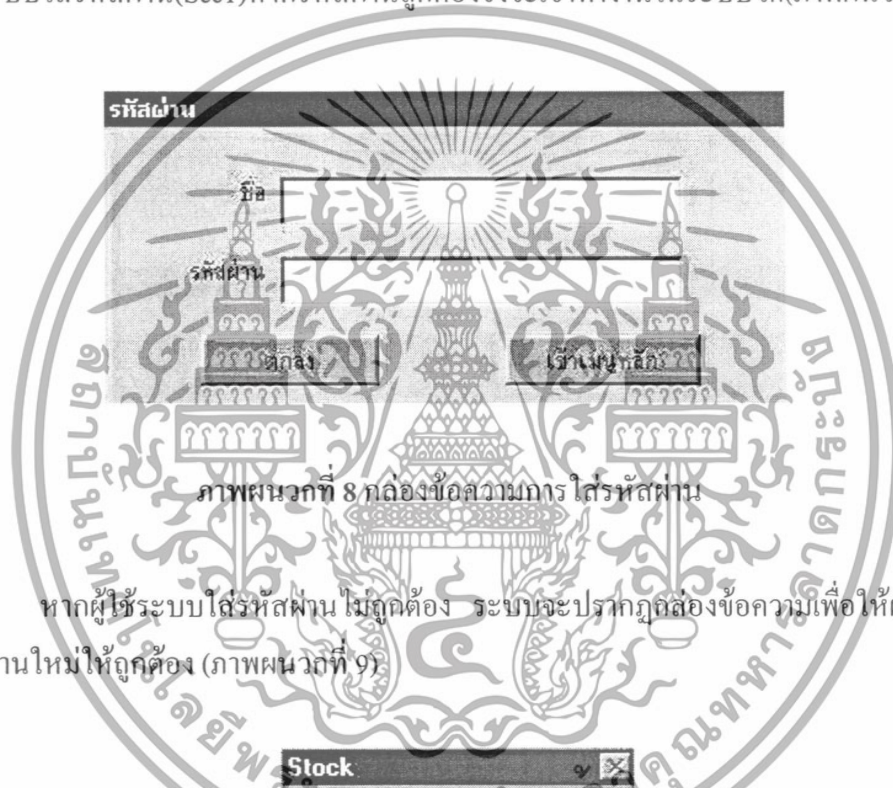 รหัสผ่าน
ชื่อ
รหัสผ่าน
ตกลง
เข้าเมนูหลัก
ภาพผนวกที่ 8 กล่องข้อความการใส่รหัสผ่าน
หากผู้ใช้ระบบใส่รหัสผ่านไม่ถูกต้อง ระบบจะปรากฏกล่องข้อความเพื่อให้
านใหม่ให้ถูกต้อง (ภาพผนวกที่ 9)
Stock